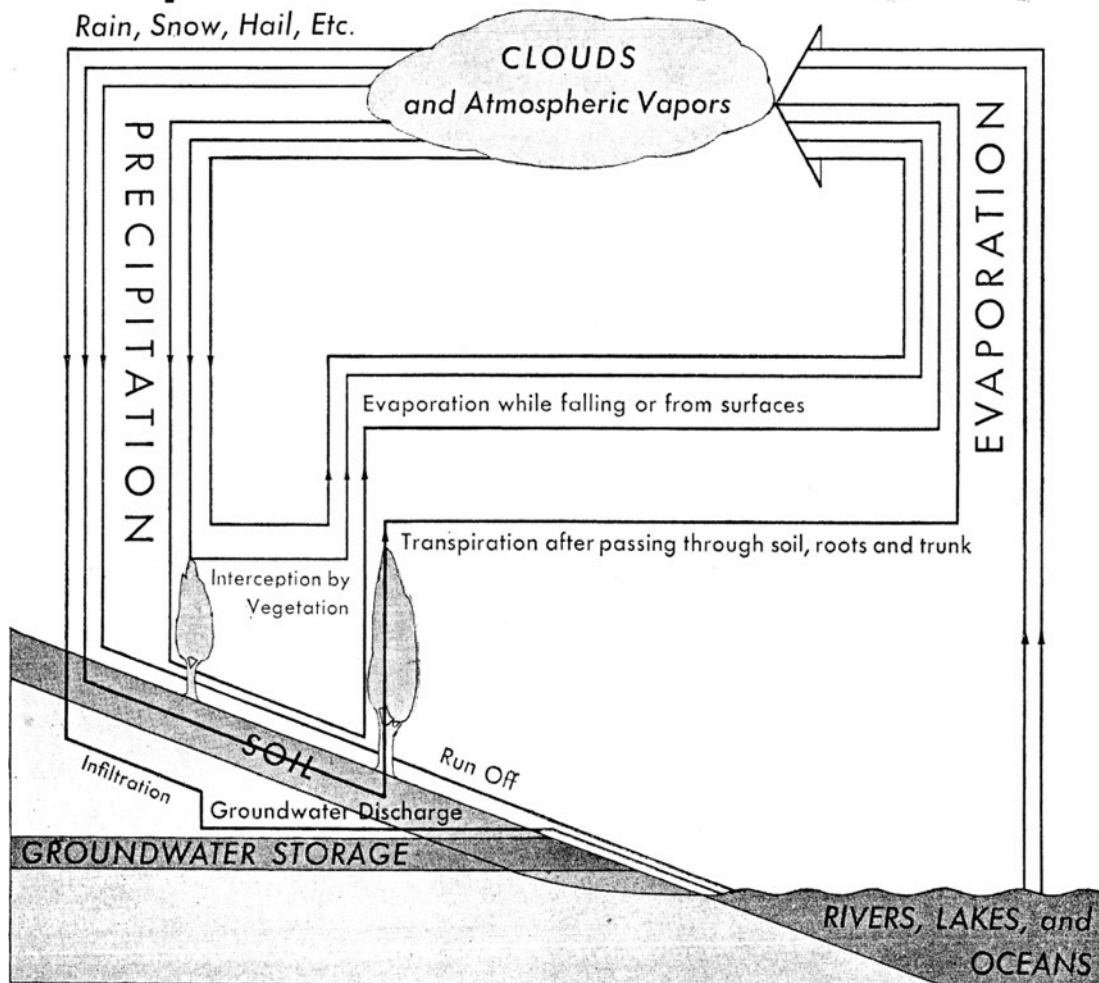 Rain, Snow, Hail, Etc.
CLOUDS
and Atmospheric Vapors
PRECIPITATION
EVAPORATION
Evaporation while falling or from surfaces
Transpiration after passing through soil, roots and trunk
Interception by
Vegetation
SOIL
Run Off
Infiltration
Groundwater Discharge
GROUNDWATER STORAGE
RIVERS, LAKES, and
OCEANS